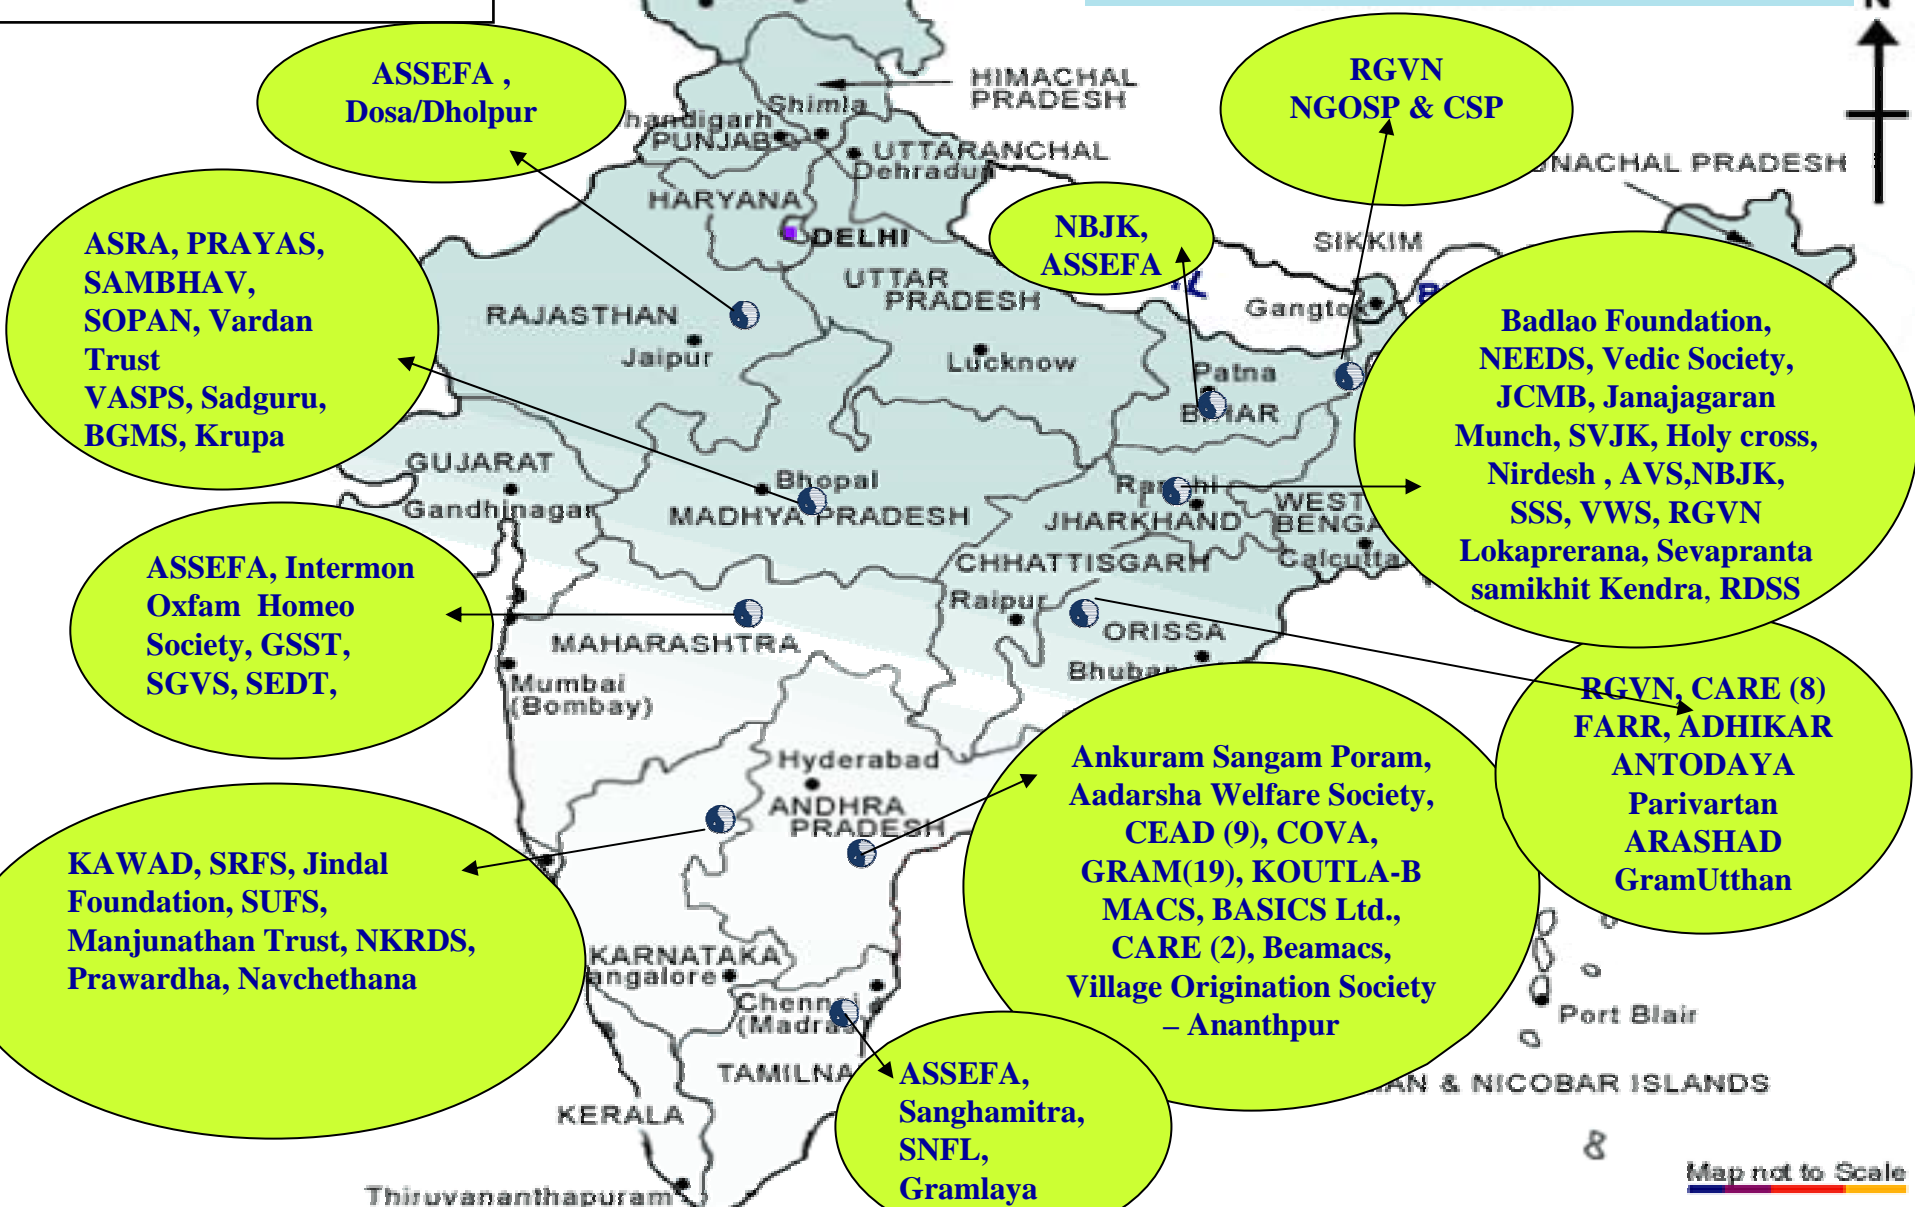 N
ASSEFA ,
Dosa/Dholpur
HIMACHAL
PRADESH
Shimla
PUNJAB
UTTARANCHAL
Dehradun
HARYANA
DELHI
RGVN
NGOSP & CSP
PRADESH
NBJK,
ASSEFA
SIKKIM
Gangtok
ASRA, PRAYAS,
SAMBHAV,
SOPAN, Vardan
Trust
VASPS, Sadguru,
BGMS, Krupa
RAJASTHAN
Jaipur
UTTAR
PRADESH
Lucknow
Patna
BIHAR
Badlao Foundation,
NEEDS, Vedic Society,
JCMB, Janajagaran
Munch, SVJK, Holy cross,
Nirdesh , AVS,NBJK,
SSS, VWS, RGVN
Lokaprerana, Sevapranta
samikhit Kendra, RDSS
GUJARAT
Gandhinagar
Bhopal
MADHYA PRADESH
Ranchi
JHARKHAND
WEST
CHHATTISGARH
Calcutta
Raipur
ORISSA
ASSEFA, Intermon
Oxfam Homeo
Society, GSST,
SGVS, SEDT,
MAHARASHTRA
Mumbai
(Bombay)
RGVN, CARE (8)
FARR, ADHIKAR
ANTODAYA
Parivartan
ARASHAD
GramUtthan
Hyderabad
ANDHRA
PRADESH
Ankuram Sangam Poram,
Aadarsha Welfare Society,
CEAD (9), COVA,
GRAM(19), KOUTLA-B
MACS, BASICS Ltd.,
CARE (2), Beamacs,
Village Origination Society
– Ananthpur
KAWAD, SRFS, Jindal
Foundation, SUFS,
Manjunathan Trust, NKRDS,
Prawardha, Navchethana
KARNATAKA
Chennai
(Madras)
ASSEFA,
Sanghamitra,
SNFL,
Gramlaya
KERALA
Thiruvananthapuram
Port Blair
& NICOBAR ISLANDS
Map not to Scale